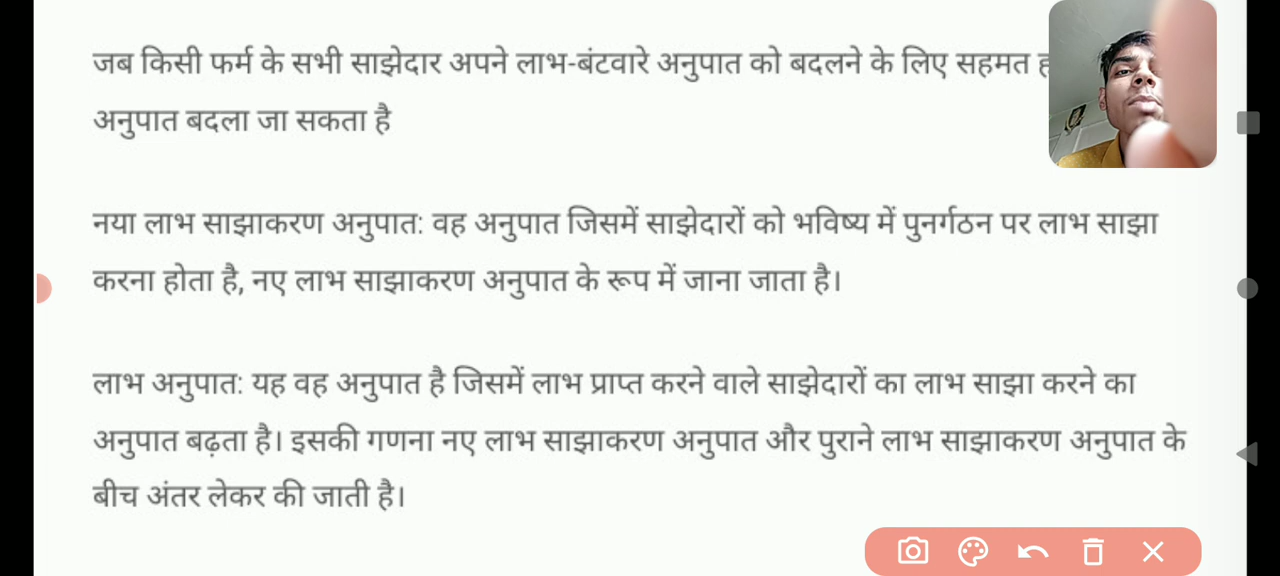 जब किसी फर्म के सभी साझेदार अपने लाभ-बंटवारे अनुपात को बदलने के लिए सहमत
अनुपात बदला जा सकता है
नया लाभ साझाकरण अनुपात: वह अनुपात जिसमें साझेदारों को भविष्य में पुनर्गठन पर लाभ साझा
करना होता है, नए लाभ साझाकरण अनुपात के रूप में जाना जाता है।
लाभ अनुपात: यह वह अनुपात है जिसमें लाभ प्राप्त करने वाले साझेदारों का लाभ साझा करने का
अनुपात बढ़ता है। इसकी गणना नए लाभ साझाकरण अनुपात और पुराने लाभ साझाकरण अनुपात के
बीच अंतर लेकर की जाती है।